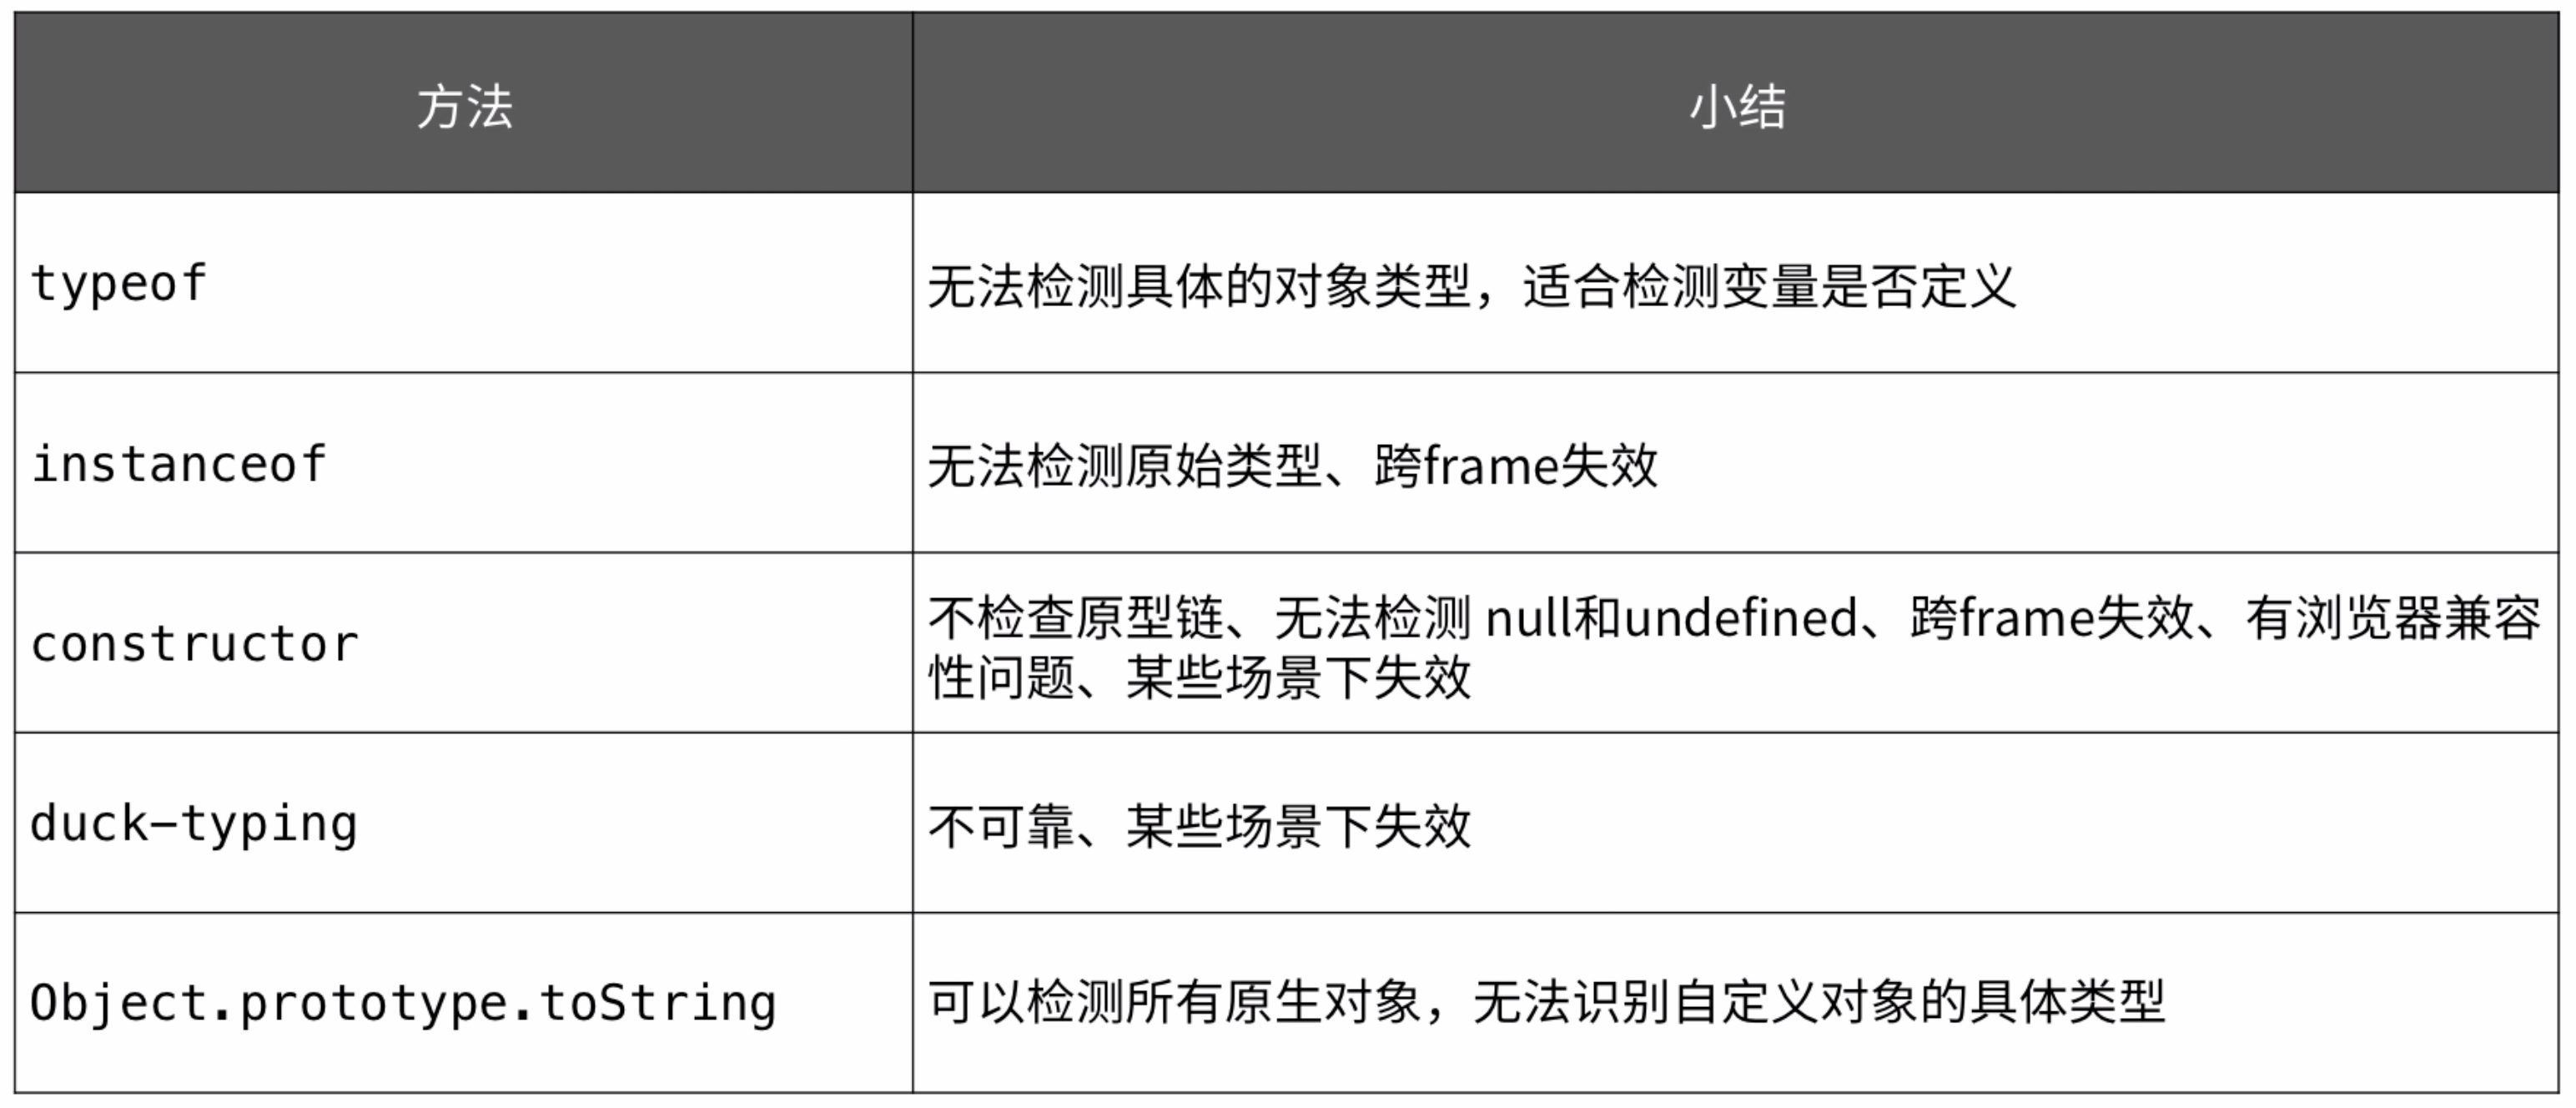 方法
小结
typeof
无法检测具体的对象类型，适合检测变量是否定义
instanceof
无法检测原始类型、跨frame失效
constructor
不检查原型链、无法检测 null和undefined、跨frame失效、有浏览器兼容
性问题、某些场景下失效
duck-typing
不可靠、某些场景下失效
Object.prototype.toString
可以检测所有原生对象，无法识别自定义对象的具体类型